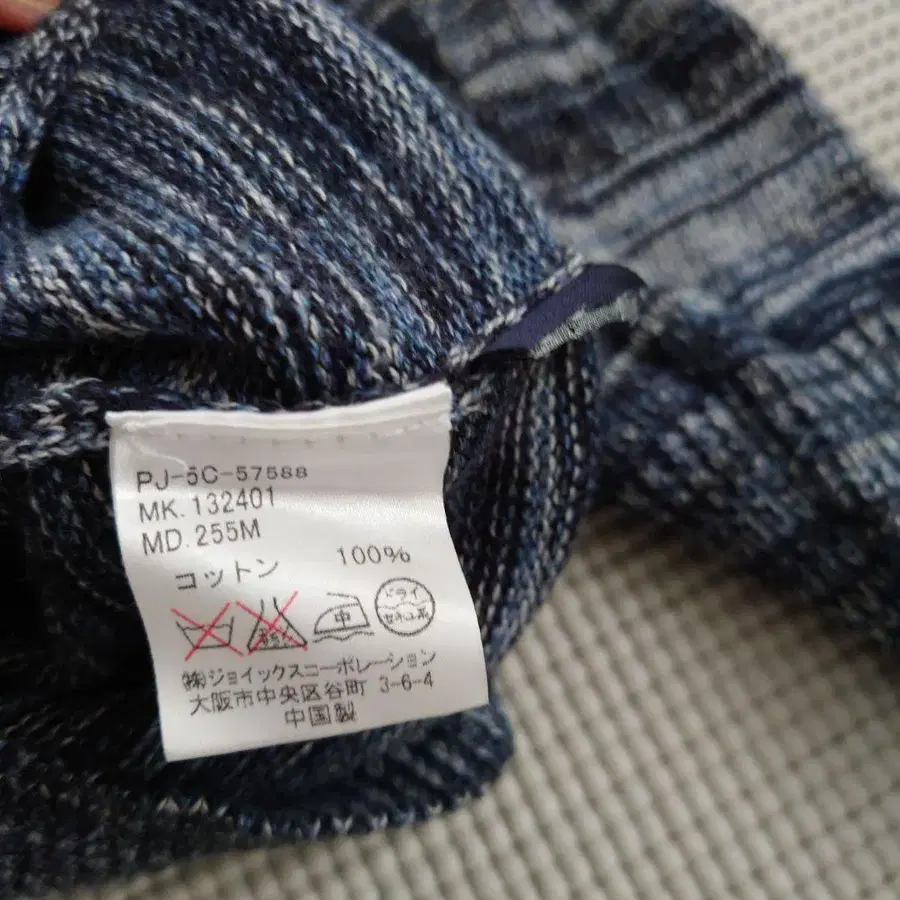 PJ-5C-57588
MK.132401
MD.255M
コットン 100%
中
ドライ
セキユ系
㈱ジョイックスコーポレーション
大阪市中央区谷町 3-6-4
中国製